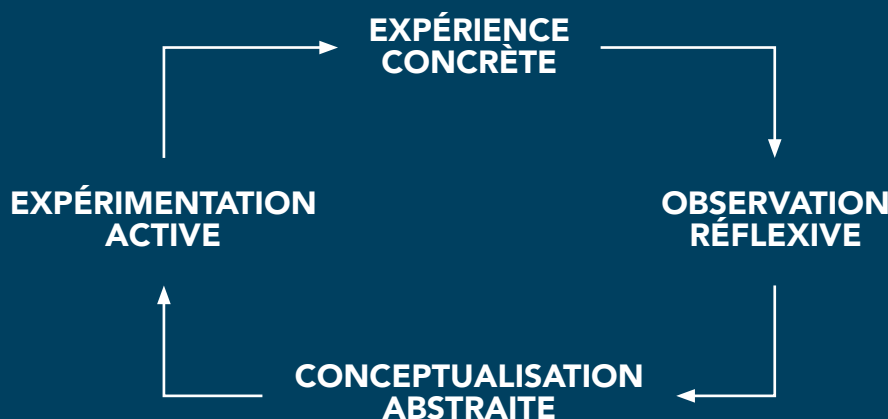 EXPÉRIENCE
CONCRÈTE
EXPÉRIMENTATION
ACTIVE
OBSERVATION
RÉFLEXIVE
CONCEPTUALISATION
ABSTRAITE